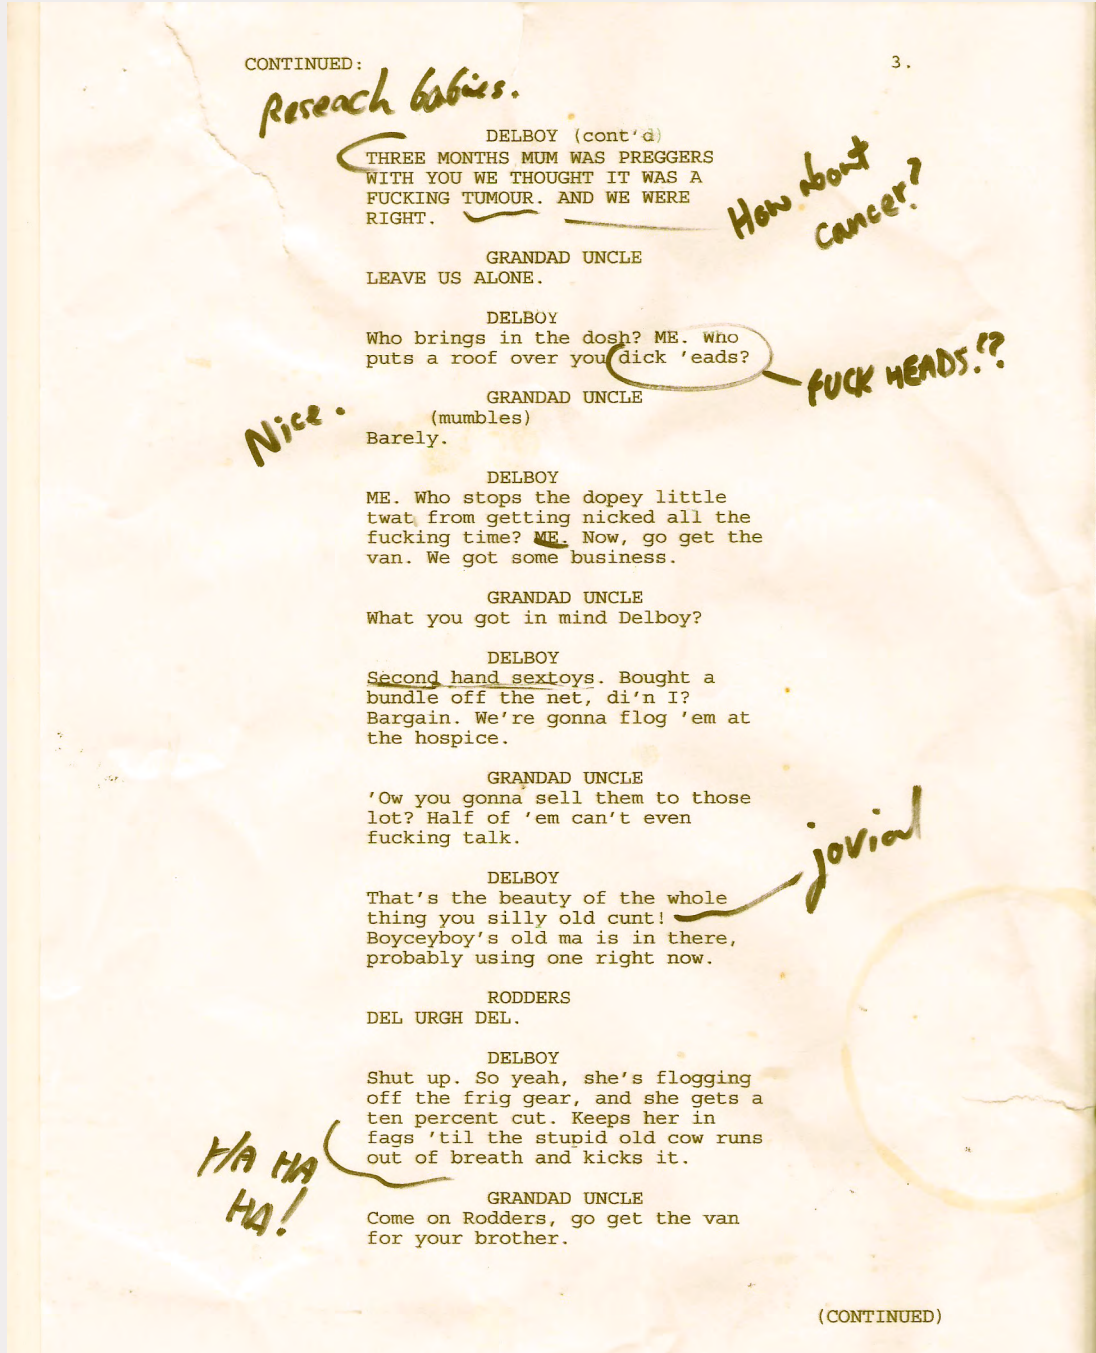 CONTINUED: 3.
Reseach babies.
DELBOY (cont'd)
THREE MONTHS MUM WAS PREGGERS
WITH YOU WE THOUGHT IT WAS A
FUCKING TUMOUR. AND WE WERE
RIGHT.
How about
cancer?
GRANDAD UNCLE
LEAVE US ALONE.
DELBOY
Who brings in the dosh? ME. Who
puts a roof over you dick 'eads?
FUCK HEADS!?
GRANDAD UNCLE
(mumbles)
Barely.
Nice.
DELBOY
ME. Who stops the dopey little
twat from getting nicked all the
fucking time? ME. Now, go get the
van. We got some business.
GRANDAD UNCLE
What you got in mind Delboy?
DELBOY
Second hand sextoys. Bought a
bundle off the net, di'n I?
Bargain. We're gonna flog 'em at
the hospice.
GRANDAD UNCLE
'Ow you gonna sell them to those
lot? Half of 'em can't even
fucking talk.
jovial
DELBOY
That's the beauty of the whole
thing you silly old cunt!
Boyceyboy's old ma is in there,
probably using one right now.
RODDERS
DEL URGH DEL.
DELBOY
Shut up. So yeah, she's flogging
off the frig gear, and she gets a
ten percent cut. Keeps her in
fags 'til the stupid old cow runs
out of breath and kicks it.
HA HA
HA!
GRANDAD UNCLE
Come on Rodders, go get the van
for your brother.
(CONTINUED)